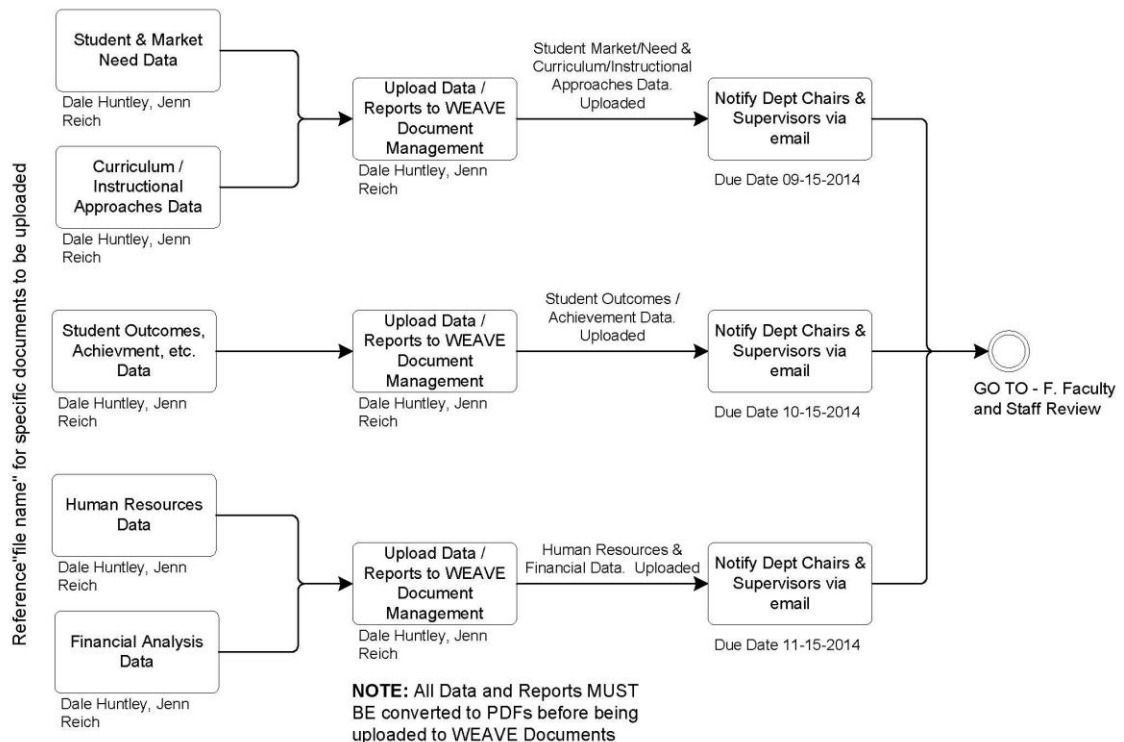 Reference"file name" for specific documents to be uploaded
Student & Market
Need Data
Dale Huntley, Jenn
Reich
Curriculum /
Instructional
Approaches Data
Dale Huntley, Jenn
Reich
Upload Data /
Reports to WEAVE
Document
Management
Dale Huntley, Jenn
Reich
Student Market/Need &
Curriculum/Instructional
Approaches Data.
Uploaded
Notify Dept Chairs &
Supervisors via
email
Due Date 09-15-2014
Student Outcomes,
Achievment, etc.
Data
Dale Huntley, Jenn
Reich
Upload Data /
Reports to WEAVE
Document
Management
Dale Huntley, Jenn
Reich
Student Outcomes /
Achievement Data.
Uploaded
Notify Dept Chairs &
Supervisors via
email
Due Date 10-15-2014
GO TO - F. Faculty
and Staff Review
Human Resources
Data
Dale Huntley, Jenn
Reich
Financial Analysis
Data
Dale Huntley, Jenn
Reich
Upload Data /
Reports to WEAVE
Document
Management
Dale Huntley, Jenn
Reich
Human Resources &
Financial Data.  Uploaded
Notify Dept Chairs &
Supervisors via
email
Due Date 11-15-2014
NOTE: All Data and Reports MUST
BE converted to PDFs before being
uploaded to WEAVE Documents